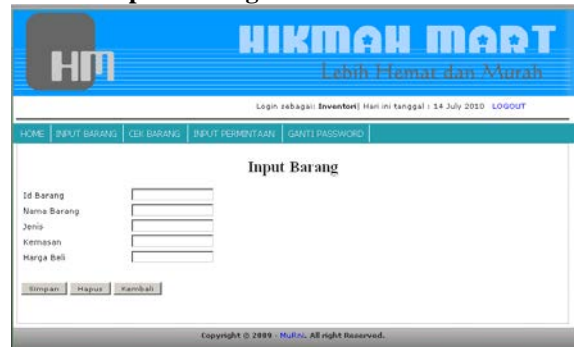 HM
HIKMAH MART
Lebih Hemat dan Murah
Login sebagai: Inventori| Hari ini tanggal : 14 July 2010 LOGOUT
HOME INPUT BARANG CEK BARANG INPUT PERMINTAAN GANTI PASSWORD
Input Barang
Id Barang
Nama Barang
Jenis
Kemasan
Harga Beli
Simpan Hapus Kembali
Copyright © 2009 - MuRni. All right Reserved.